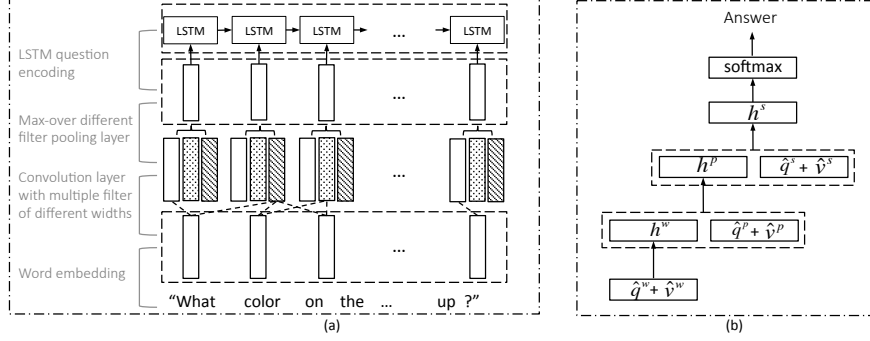 LSTM LSTM LSTM ... LSTM
LSTM question
encoding
...
Max-over different
filter pooling layer
Convolution layer
with multiple filter
of different widths
...
Word embedding
...
“What color on the ... up ?”
(a)
Answer
softmax
h^s
h^p q̂^s + v̂^s
h^w q̂^p + v̂^p
q̂^w + v̂^w
(b)